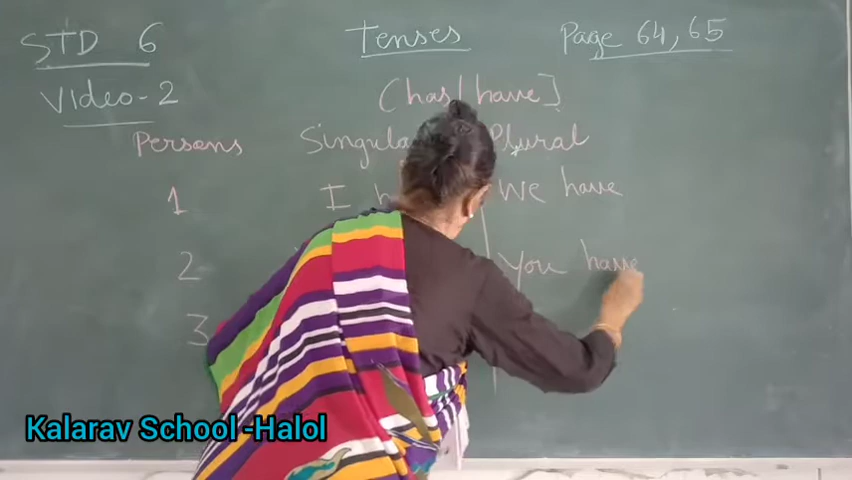 STD 6 Tenses Page 64, 65
Video-2 (has/have]
Persons Singular Plural
1 I We have
2 You have
3
Kalarav School -Halol